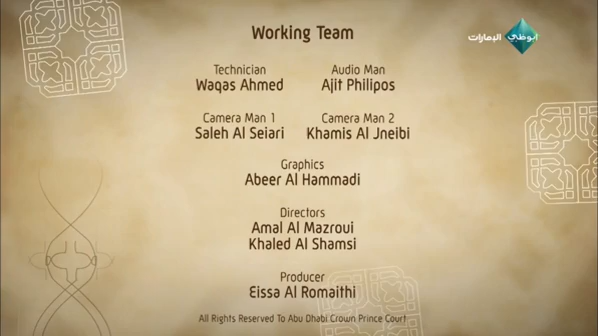 أبوظبي الإمارات
Working Team
Technician
Waqas Ahmed
Audio Man
Ajit Philipos
Camera Man 1
Saleh Al Seiari
Camera Man 2
Khamis Al Jneibi
Graphics
Abeer Al Hammadi
Directors
Amal Al Mazroui
Khaled Al Shamsi
Producer
Eissa Al Romaithi
All Rights Reserved To Abu Dhabi Crown Prince Court